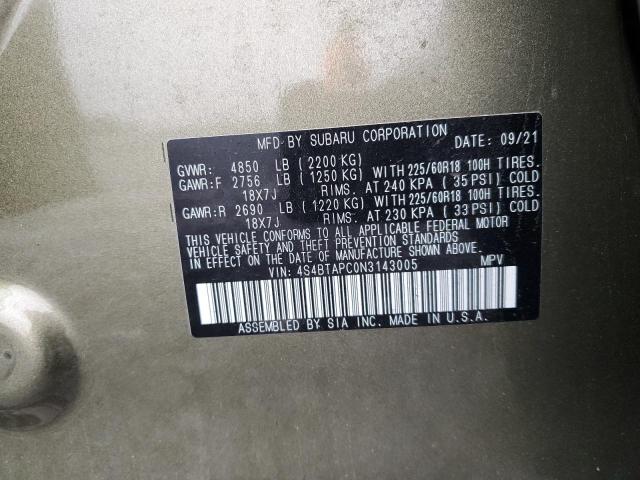 MFD BY SUBARU CORPORATION DATE: 09/21
GVWR: 4850 LB (2200 KG)
GAWR:F 2756 LB (1250 KG) WITH 225/60R18 100H TIRES.
18X7J RIMS. AT 240 KPA (35 PSI) COLD
GAWR:R 2690 LB (1220 KG) WITH 225/60R18 100H TIRES.
18X7J RIMS. AT 230 KPA (33 PSI) COLD
THIS VEHICLE CONFORMS TO ALL APPLICABLE FEDERAL MOTOR
VEHICLE SAFETY AND THEFT PREVENTION STANDARDS
IN EFFECT ON THE DATE OF MANUFACTURE SHOWN ABOVE.
VIN: 4S4BTAPC0N3143005 MPV
ASSEMBLED BY SIA INC. MADE IN U.S.A.